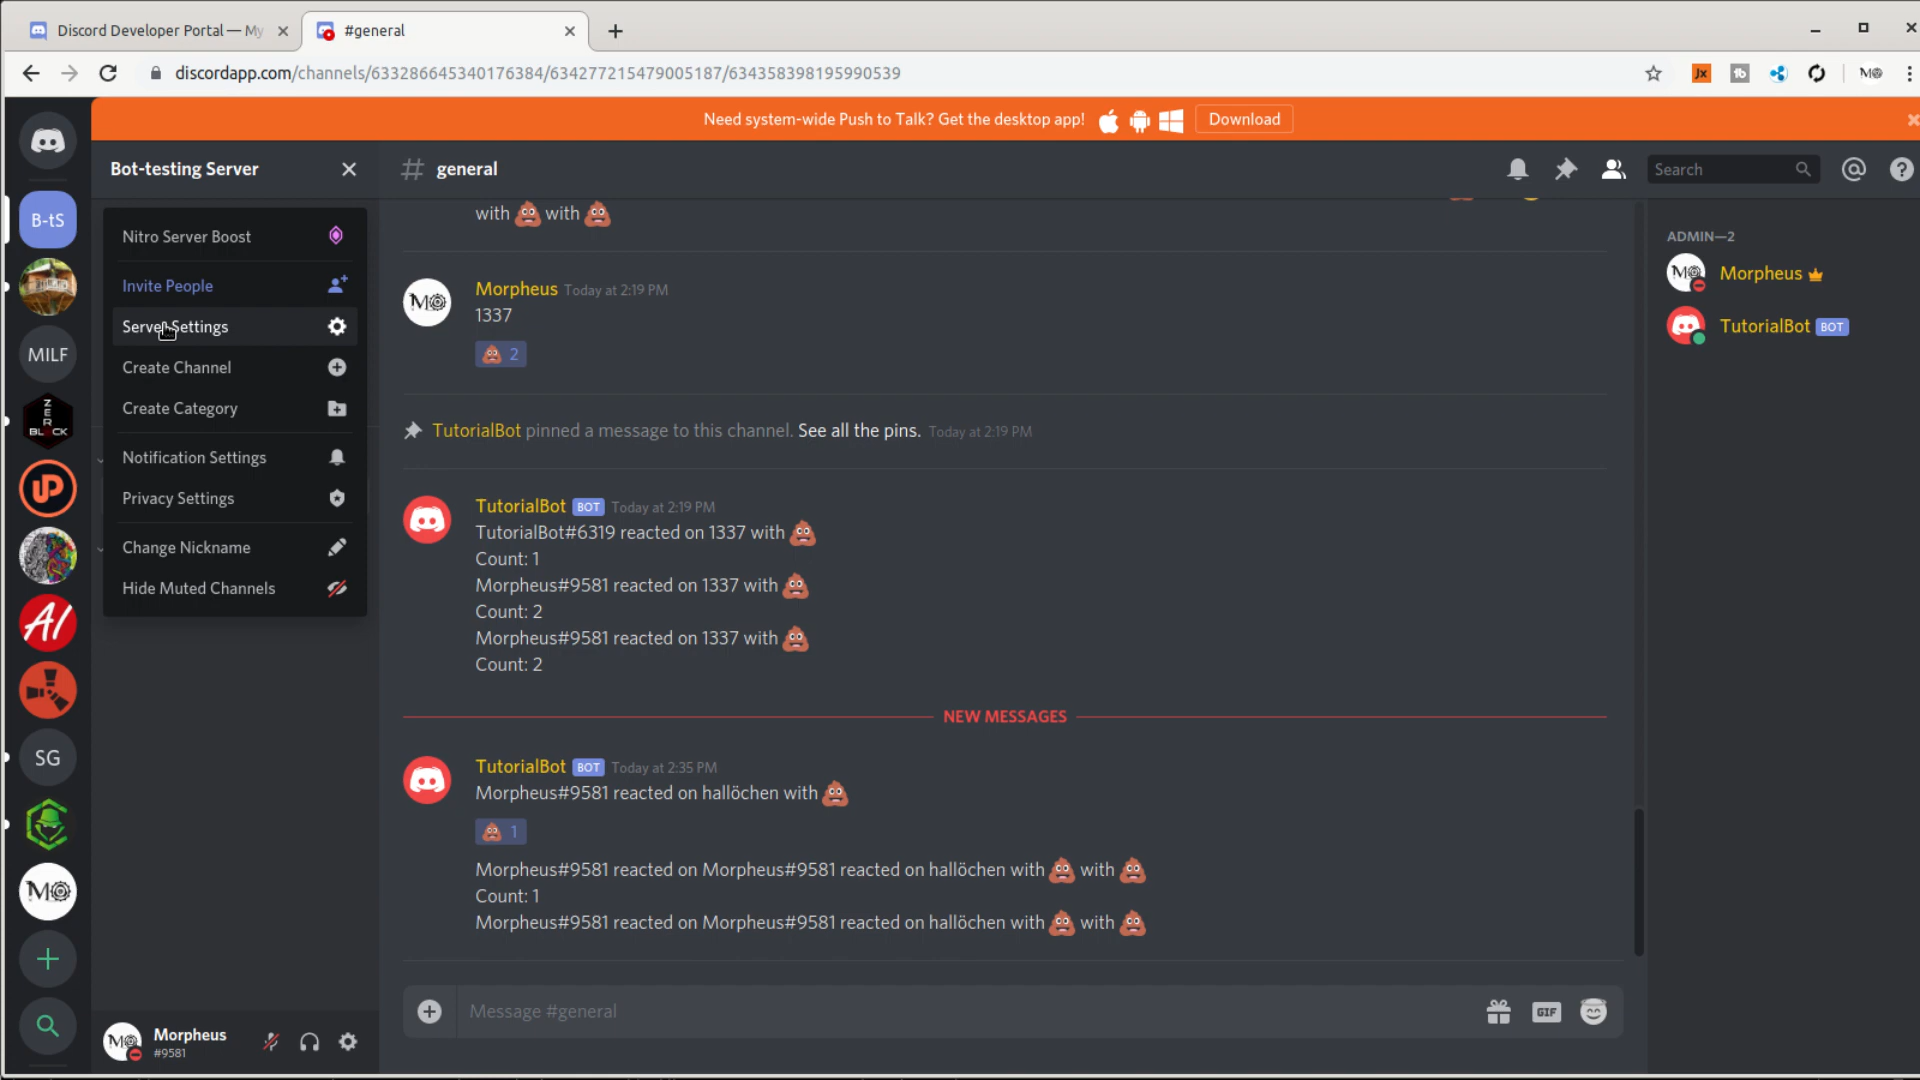 Discord Developer Portal — My
#general
discordapp.com/channels/633286645340176384/634277215479005187/634358398195990539
Jx
M
Need system-wide Push to Talk? Get the desktop app!
Download
Bot-testing Server
general
Search
B-tS
MILF
ZER
BLOCK
UP
AI
SG
M
Nitro Server Boost
Invite People
Server Settings
Create Channel
Create Category
Notification Settings
Privacy Settings
Change Nickname
Hide Muted Channels
with 💩 with 💩
Morpheus Today at 2:19 PM
1337
💩 2
TutorialBot pinned a message to this channel. See all the pins. Today at 2:19 PM
TutorialBot BOT Today at 2:19 PM
TutorialBot#6319 reacted on 1337 with 💩
Count: 1
Morpheus#9581 reacted on 1337 with 💩
Count: 2
Morpheus#9581 reacted on 1337 with 💩
Count: 2
NEW MESSAGES
TutorialBot BOT Today at 2:35 PM
Morpheus#9581 reacted on hallöchen with 💩
💩 1
Morpheus#9581 reacted on Morpheus#9581 reacted on hallöchen with 💩 with 💩
Count: 1
Morpheus#9581 reacted on Morpheus#9581 reacted on hallöchen with 💩 with 💩
Message #general
GIF
Morpheus
#9581
ADMIN—2
Morpheus
TutorialBot BOT